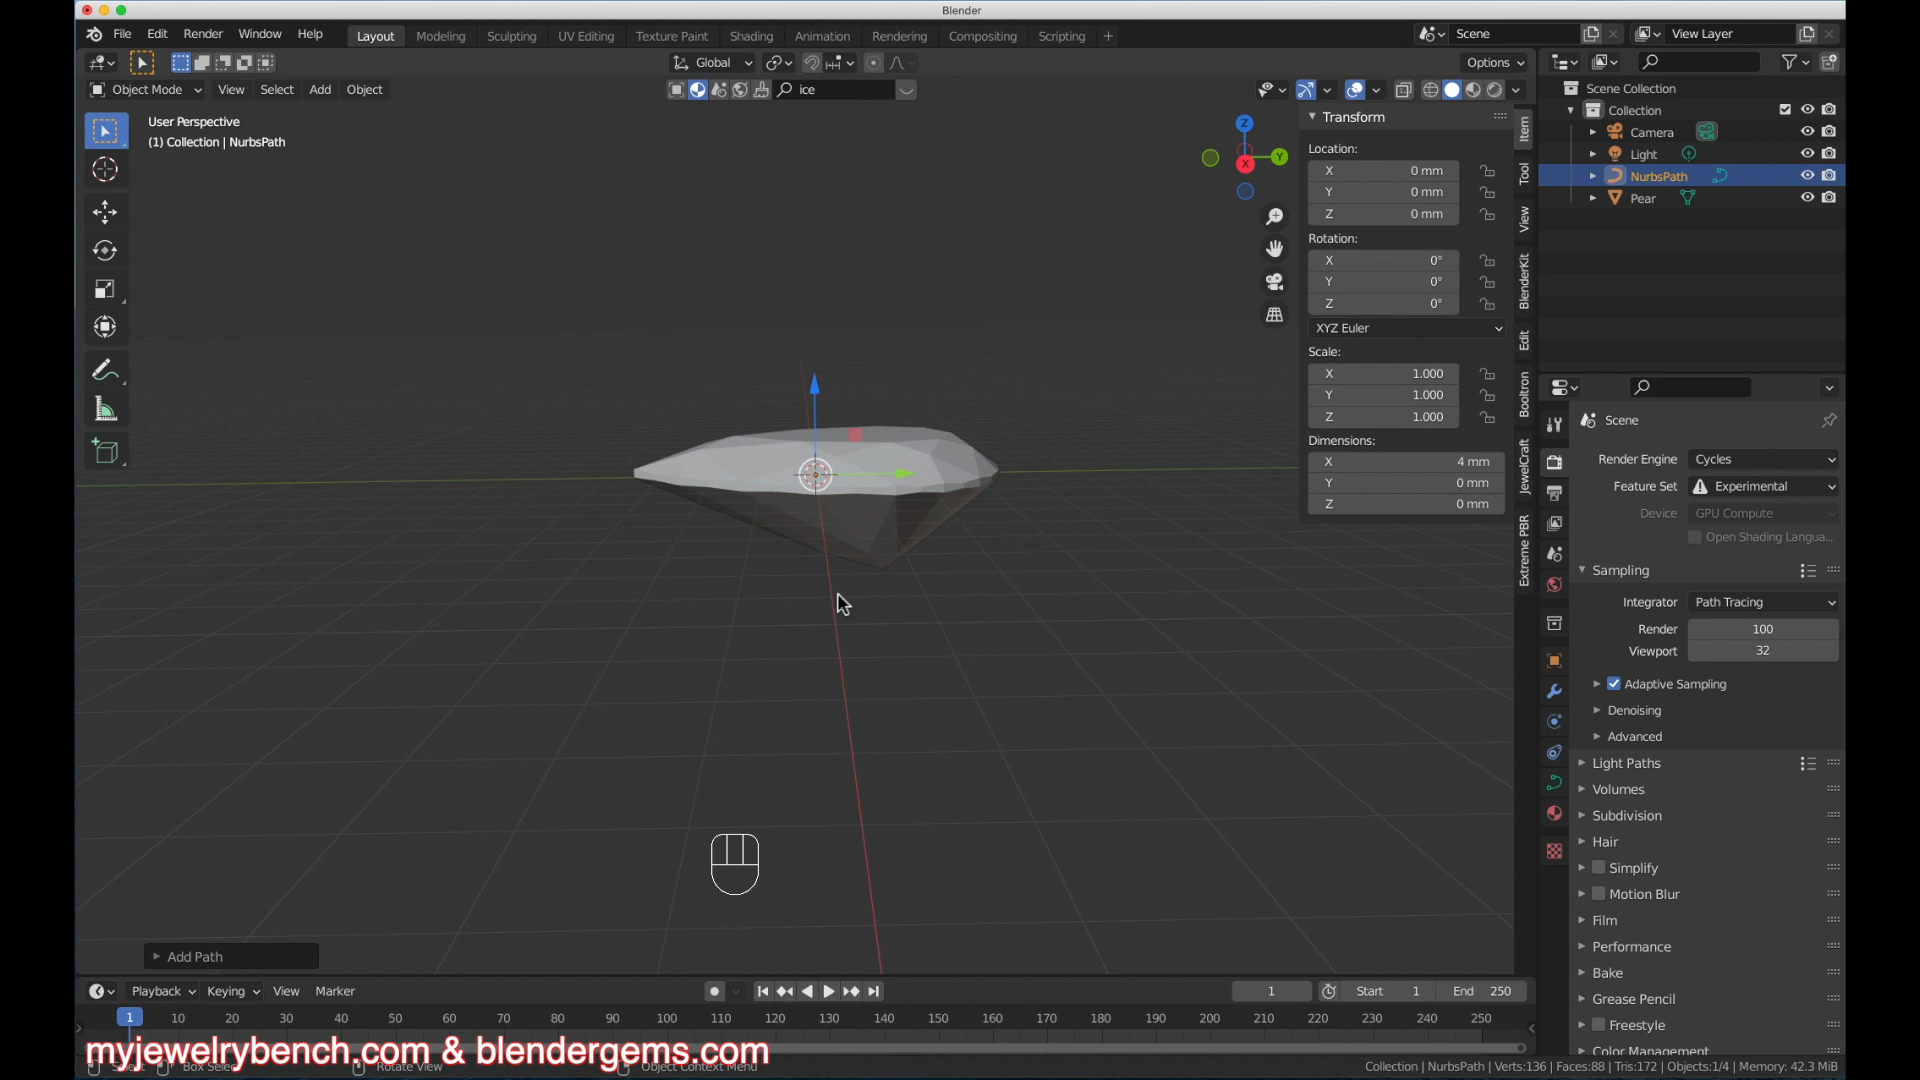 Blender
File Edit Render Window Help Layout Modeling Sculpting UV Editing Texture Paint Shading Animation Rendering Compositing Scripting + Scene View Layer
Global Options
Object Mode View Select Add Object ice
User Perspective
(1) Collection | NurbsPath
Z
Y
X
Transform
Location:
X 0 mm
Y 0 mm
Z 0 mm
Rotation:
X 0°
Y 0°
Z 0°
XYZ Euler
Scale:
X 1.000
Y 1.000
Z 1.000
Dimensions:
X 4 mm
Y 0 mm
Z 0 mm
Item
Tool
View
BlenderKit
Edit
Booltron
JewelCraft
Extreme PBR
Scene Collection
Collection
Camera
Light
NurbsPath
Pear
Scene
Render Engine Cycles
Feature Set Experimental
Device GPU Compute
Open Shading Langua...
Sampling
Integrator Path Tracing
Render 100
Viewport 32
Adaptive Sampling
Denoising
Advanced
Light Paths
Volumes
Subdivision
Hair
Simplify
Motion Blur
Film
Performance
Bake
Grease Pencil
Freestyle
Color Management
Add Path
Playback Keying View Marker 1 Start 1 End 250
1 10 20 30 40 50 60 70 80 90 100 110 120 130 140 150 160 170 180 190 200 210 220 230 240 250
myjewelrybench.com & blendergems.com
Rotate View Object Context Menu Collection | NurbsPath | Verts:136 | Faces:88 | Tris:172 | Objects:1/4 | Memory: 42.3 MiB